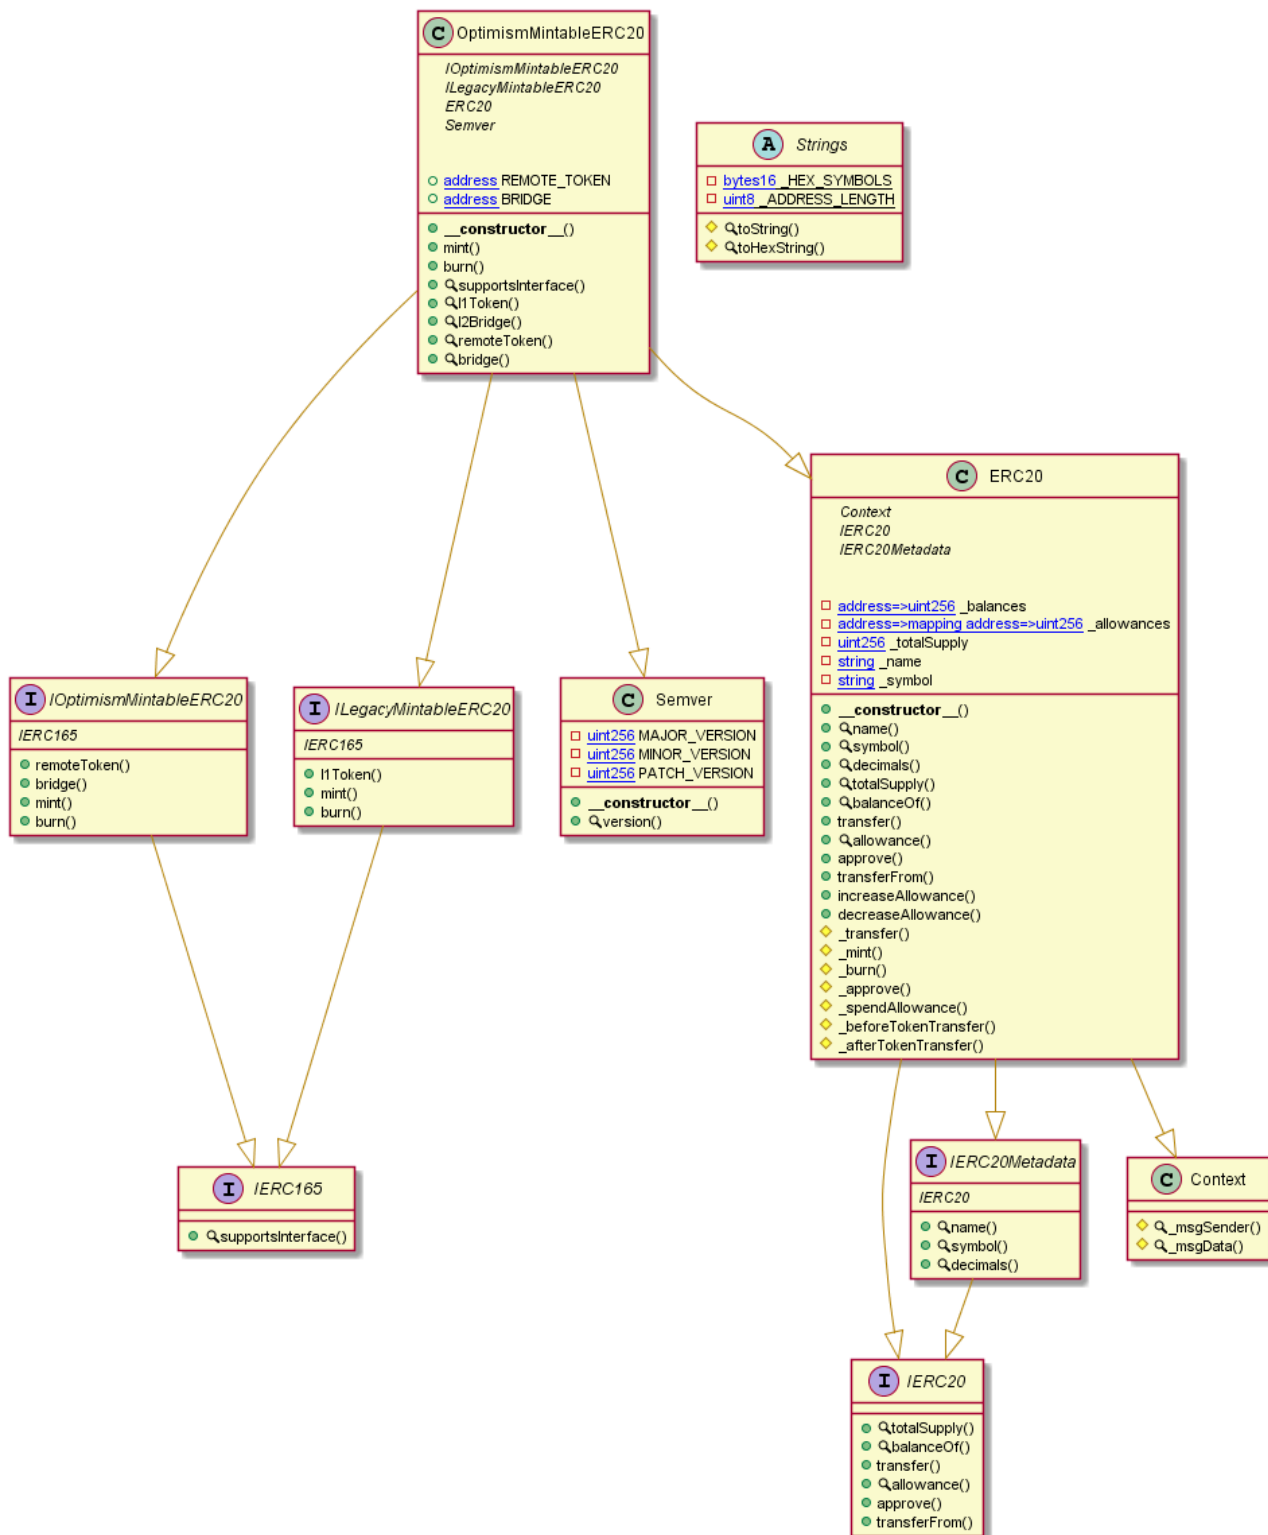 C OptimismMintableERC20
IOptimismMintableERC20
ILegacyMintableERC20
ERC20
Semver
address REMOTE_TOKEN
address BRIDGE
__constructor__()
mint()
burn()
supportsInterface()
l1Token()
l2Bridge()
remoteToken()
bridge()
A Strings
bytes16 _HEX_SYMBOLS
uint8 _ADDRESS_LENGTH
toString()
toHexString()
C ERC20
Context
IERC20
IERC20Metadata
address=>uint256 _balances
address=>mapping address=>uint256 _allowances
uint256 _totalSupply
string _name
string _symbol
__constructor__()
name()
symbol()
decimals()
totalSupply()
balanceOf()
transfer()
allowance()
approve()
transferFrom()
increaseAllowance()
decreaseAllowance()
_transfer()
_mint()
_burn()
_approve()
_spendAllowance()
_beforeTokenTransfer()
_afterTokenTransfer()
I IOptimismMintableERC20
IERC165
remoteToken()
bridge()
mint()
burn()
I ILegacyMintableERC20
IERC165
l1Token()
mint()
burn()
C Semver
uint256 MAJOR_VERSION
uint256 MINOR_VERSION
uint256 PATCH_VERSION
__constructor__()
version()
I IERC165
supportsInterface()
I IERC20Metadata
IERC20
name()
symbol()
decimals()
C Context
_msgSender()
_msgData()
I IERC20
totalSupply()
balanceOf()
transfer()
allowance()
approve()
transferFrom()